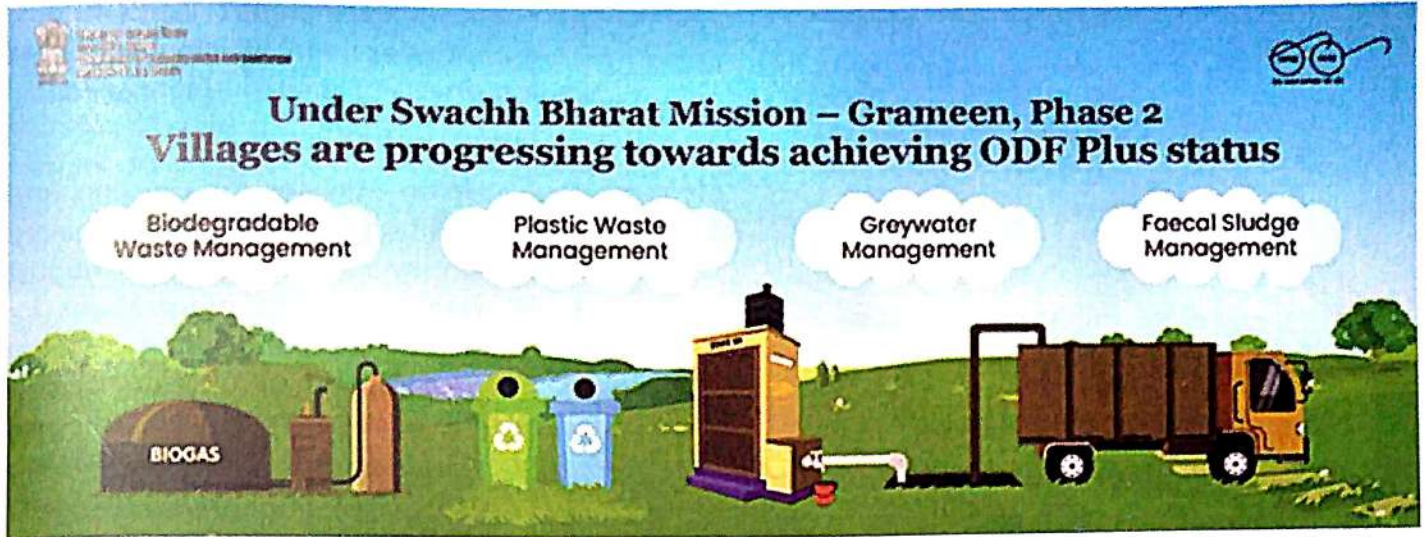 Under Swachh Bharat Mission – Grameen, Phase 2
Villages are progressing towards achieving ODF Plus status
Biodegradable
Waste Management
Plastic Waste
Management
Greywater
Management
Faecal Sludge
Management
BIOGAS